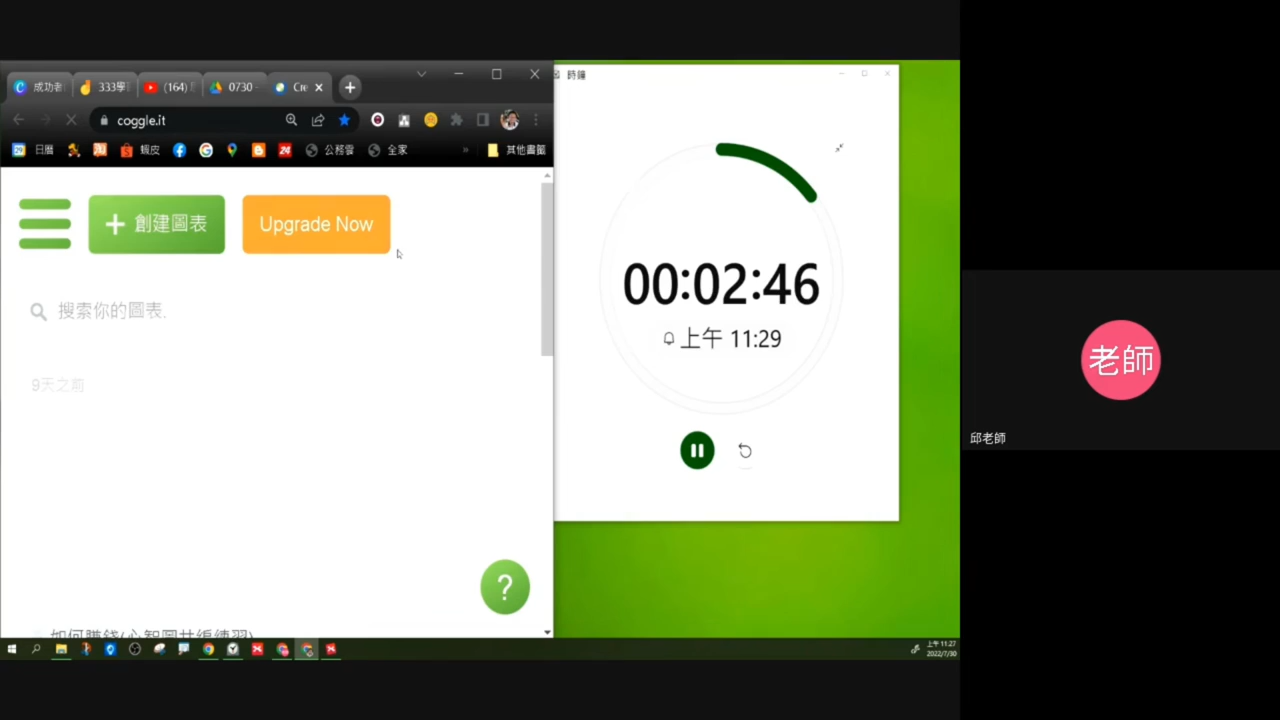 成功者
333學
(164)
0730 -
Cre
coggle.it
日曆
蝦皮
24
公務雲
全家
»
其他書籤
創建圖表
Upgrade Now
搜索你的圖表.
9天之前
?
如何賺錢(心智圖共編練習)
時鐘
00:02:46
上午 11:29
上午 11:27
2022/7/30
老師
邱老師